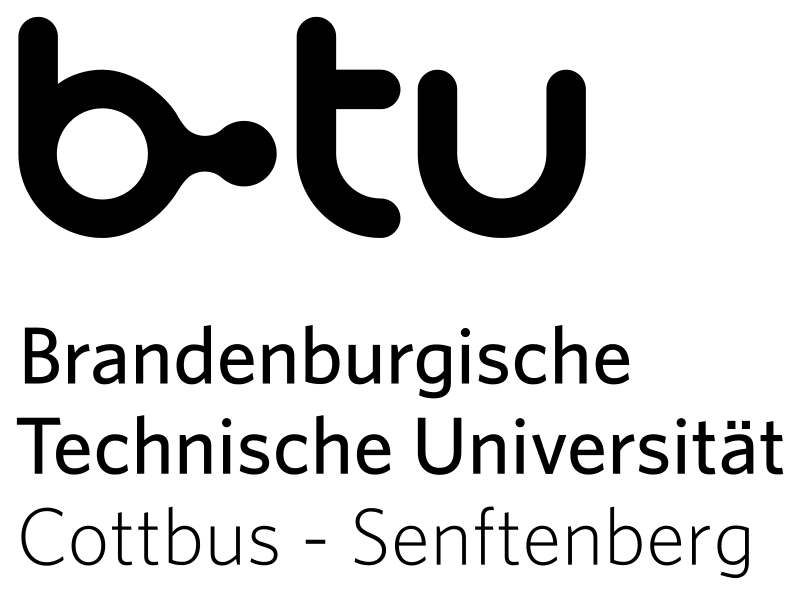 b-tu
Brandenburgische
Technische Universität
Cottbus - Senftenberg